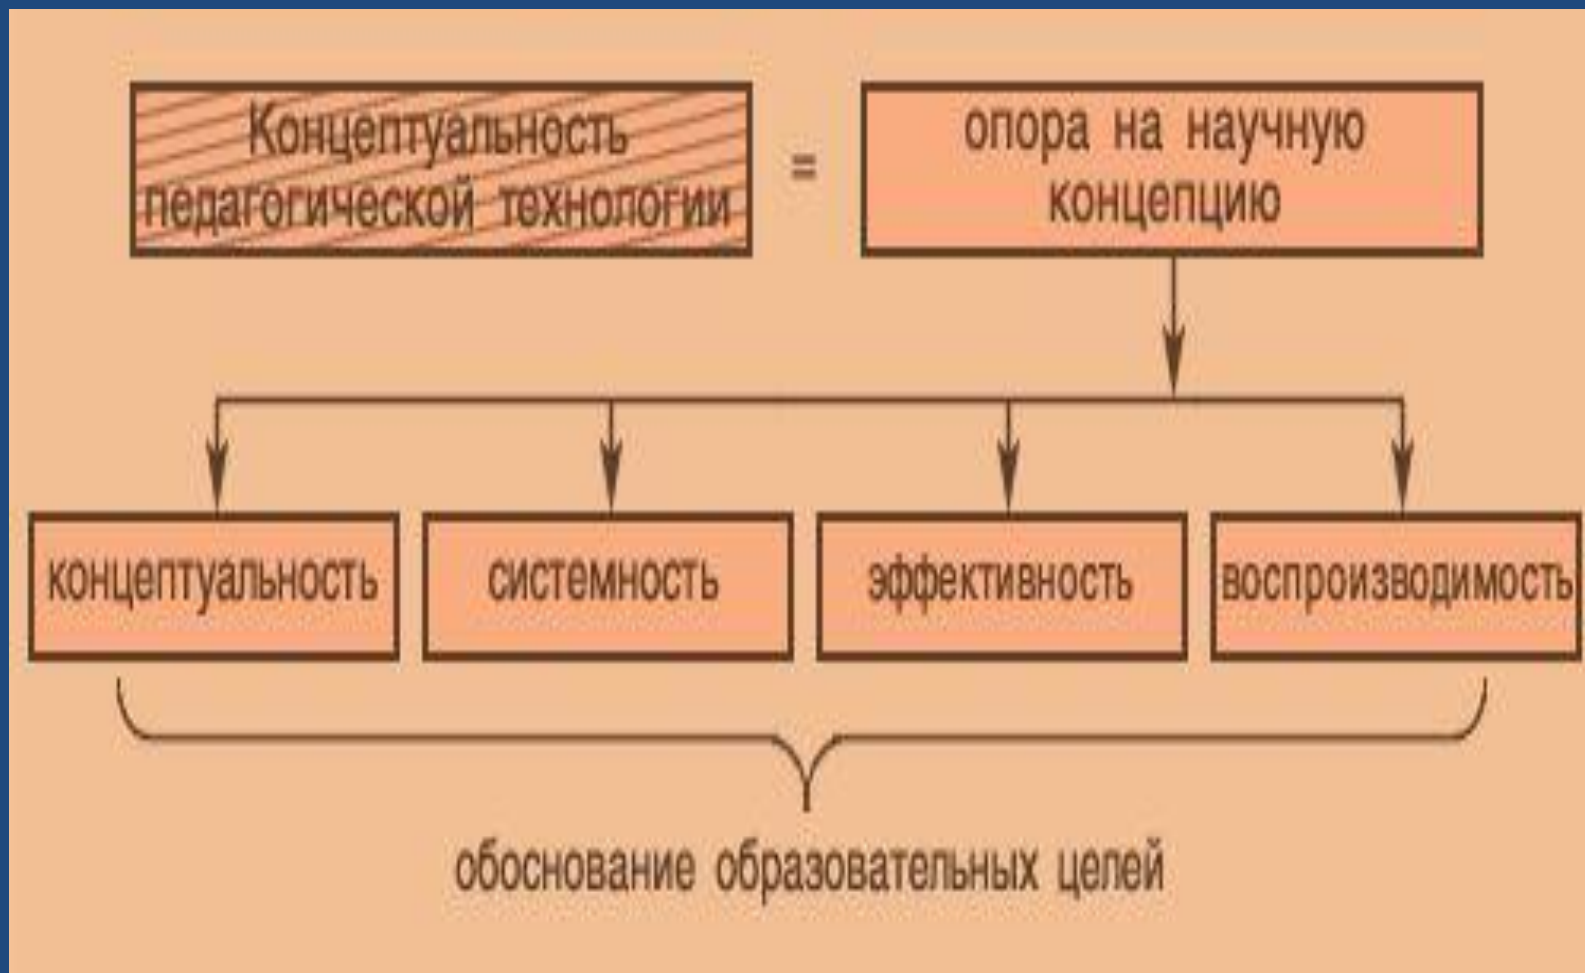 Концептуальность
педагогической технологии
=
опора на научную
концепцию
концептуальность
системность
эффективность
воспроизводимость
обоснование образовательных целей